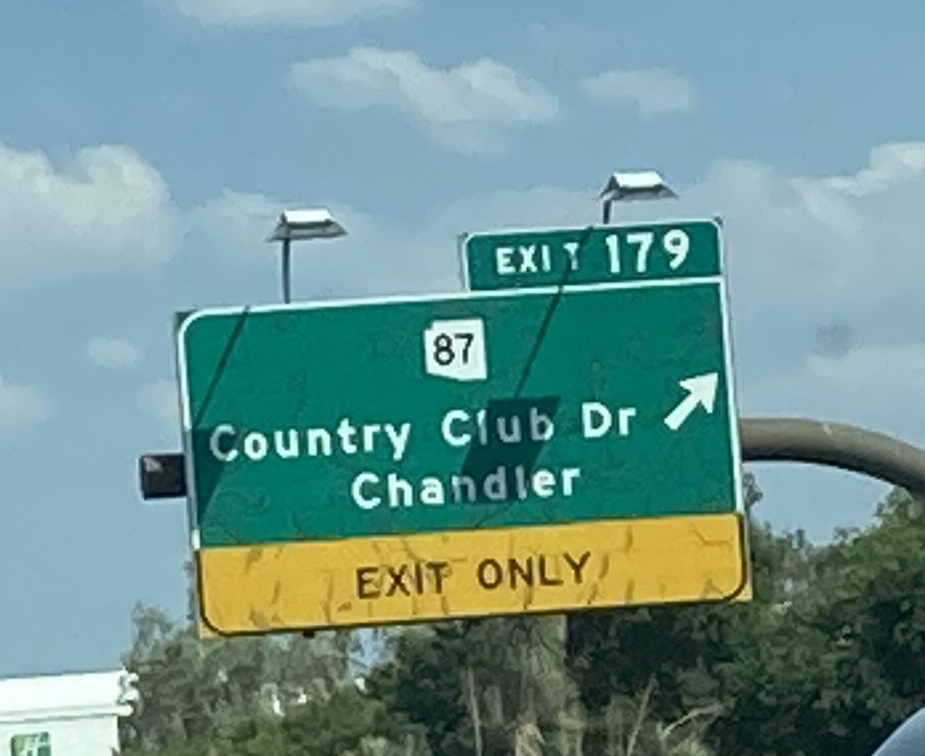 EXIT 179
87
Country Club Dr
Chandler
EXIT ONLY